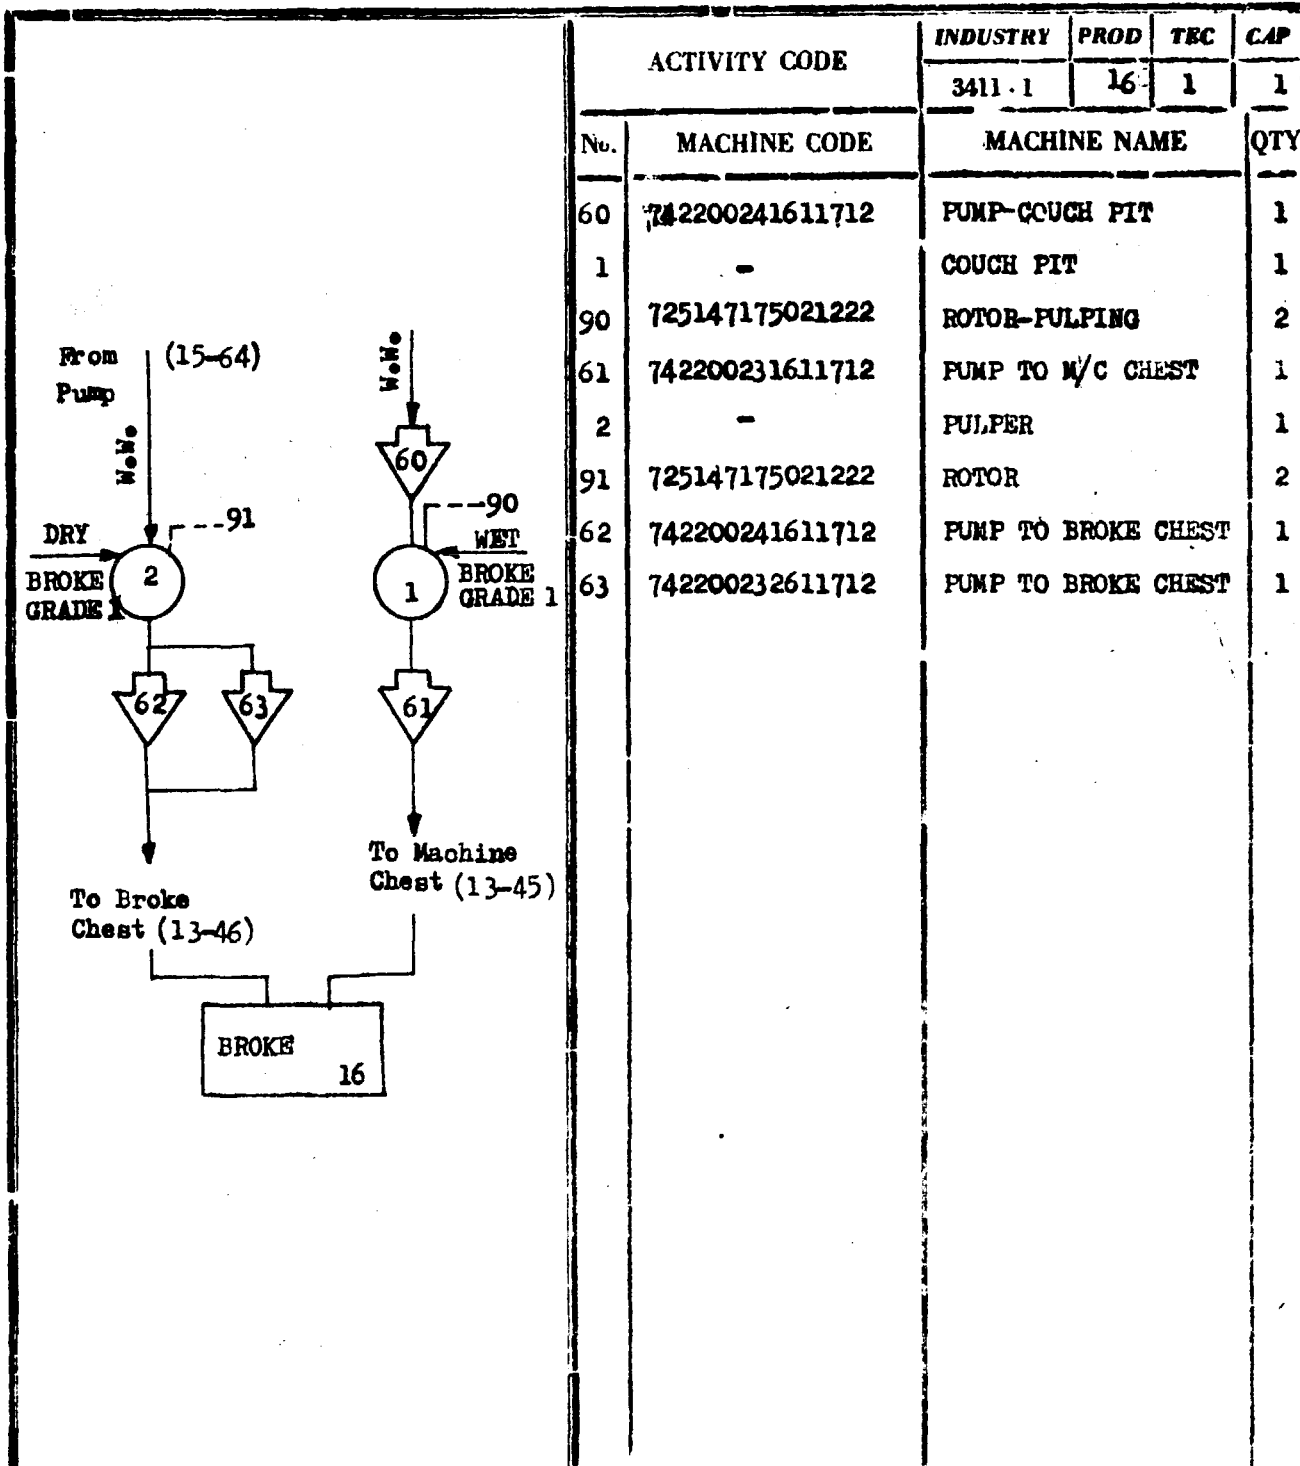 ACTIVITY CODE
INDUSTRY PROD TEC CAP
3411.1 16 1 1
No. MACHINE CODE MACHINE NAME QTY
60 742200241611712 PUMP-COUCH PIT 1
1 - COUCH PIT 1
90 725147175021222 ROTOR-PULPING 2
61 742200231611712 PUMP TO M/C CHEST 1
2 - PULPER 1
91 725147175021222 ROTOR 2
62 742200241611712 PUMP TO BROKE CHEST 1
63 742200232611712 PUMP TO BROKE CHEST 1
From (15-64)
Pump
W.W.
W.W.
60
91
90
DRY
BROKE
GRADE 1
2
WET
BROKE
GRADE 1
1
62
63
61
To Machine
Chest (13-45)
To Broke
Chest (13-46)
BROKE
16